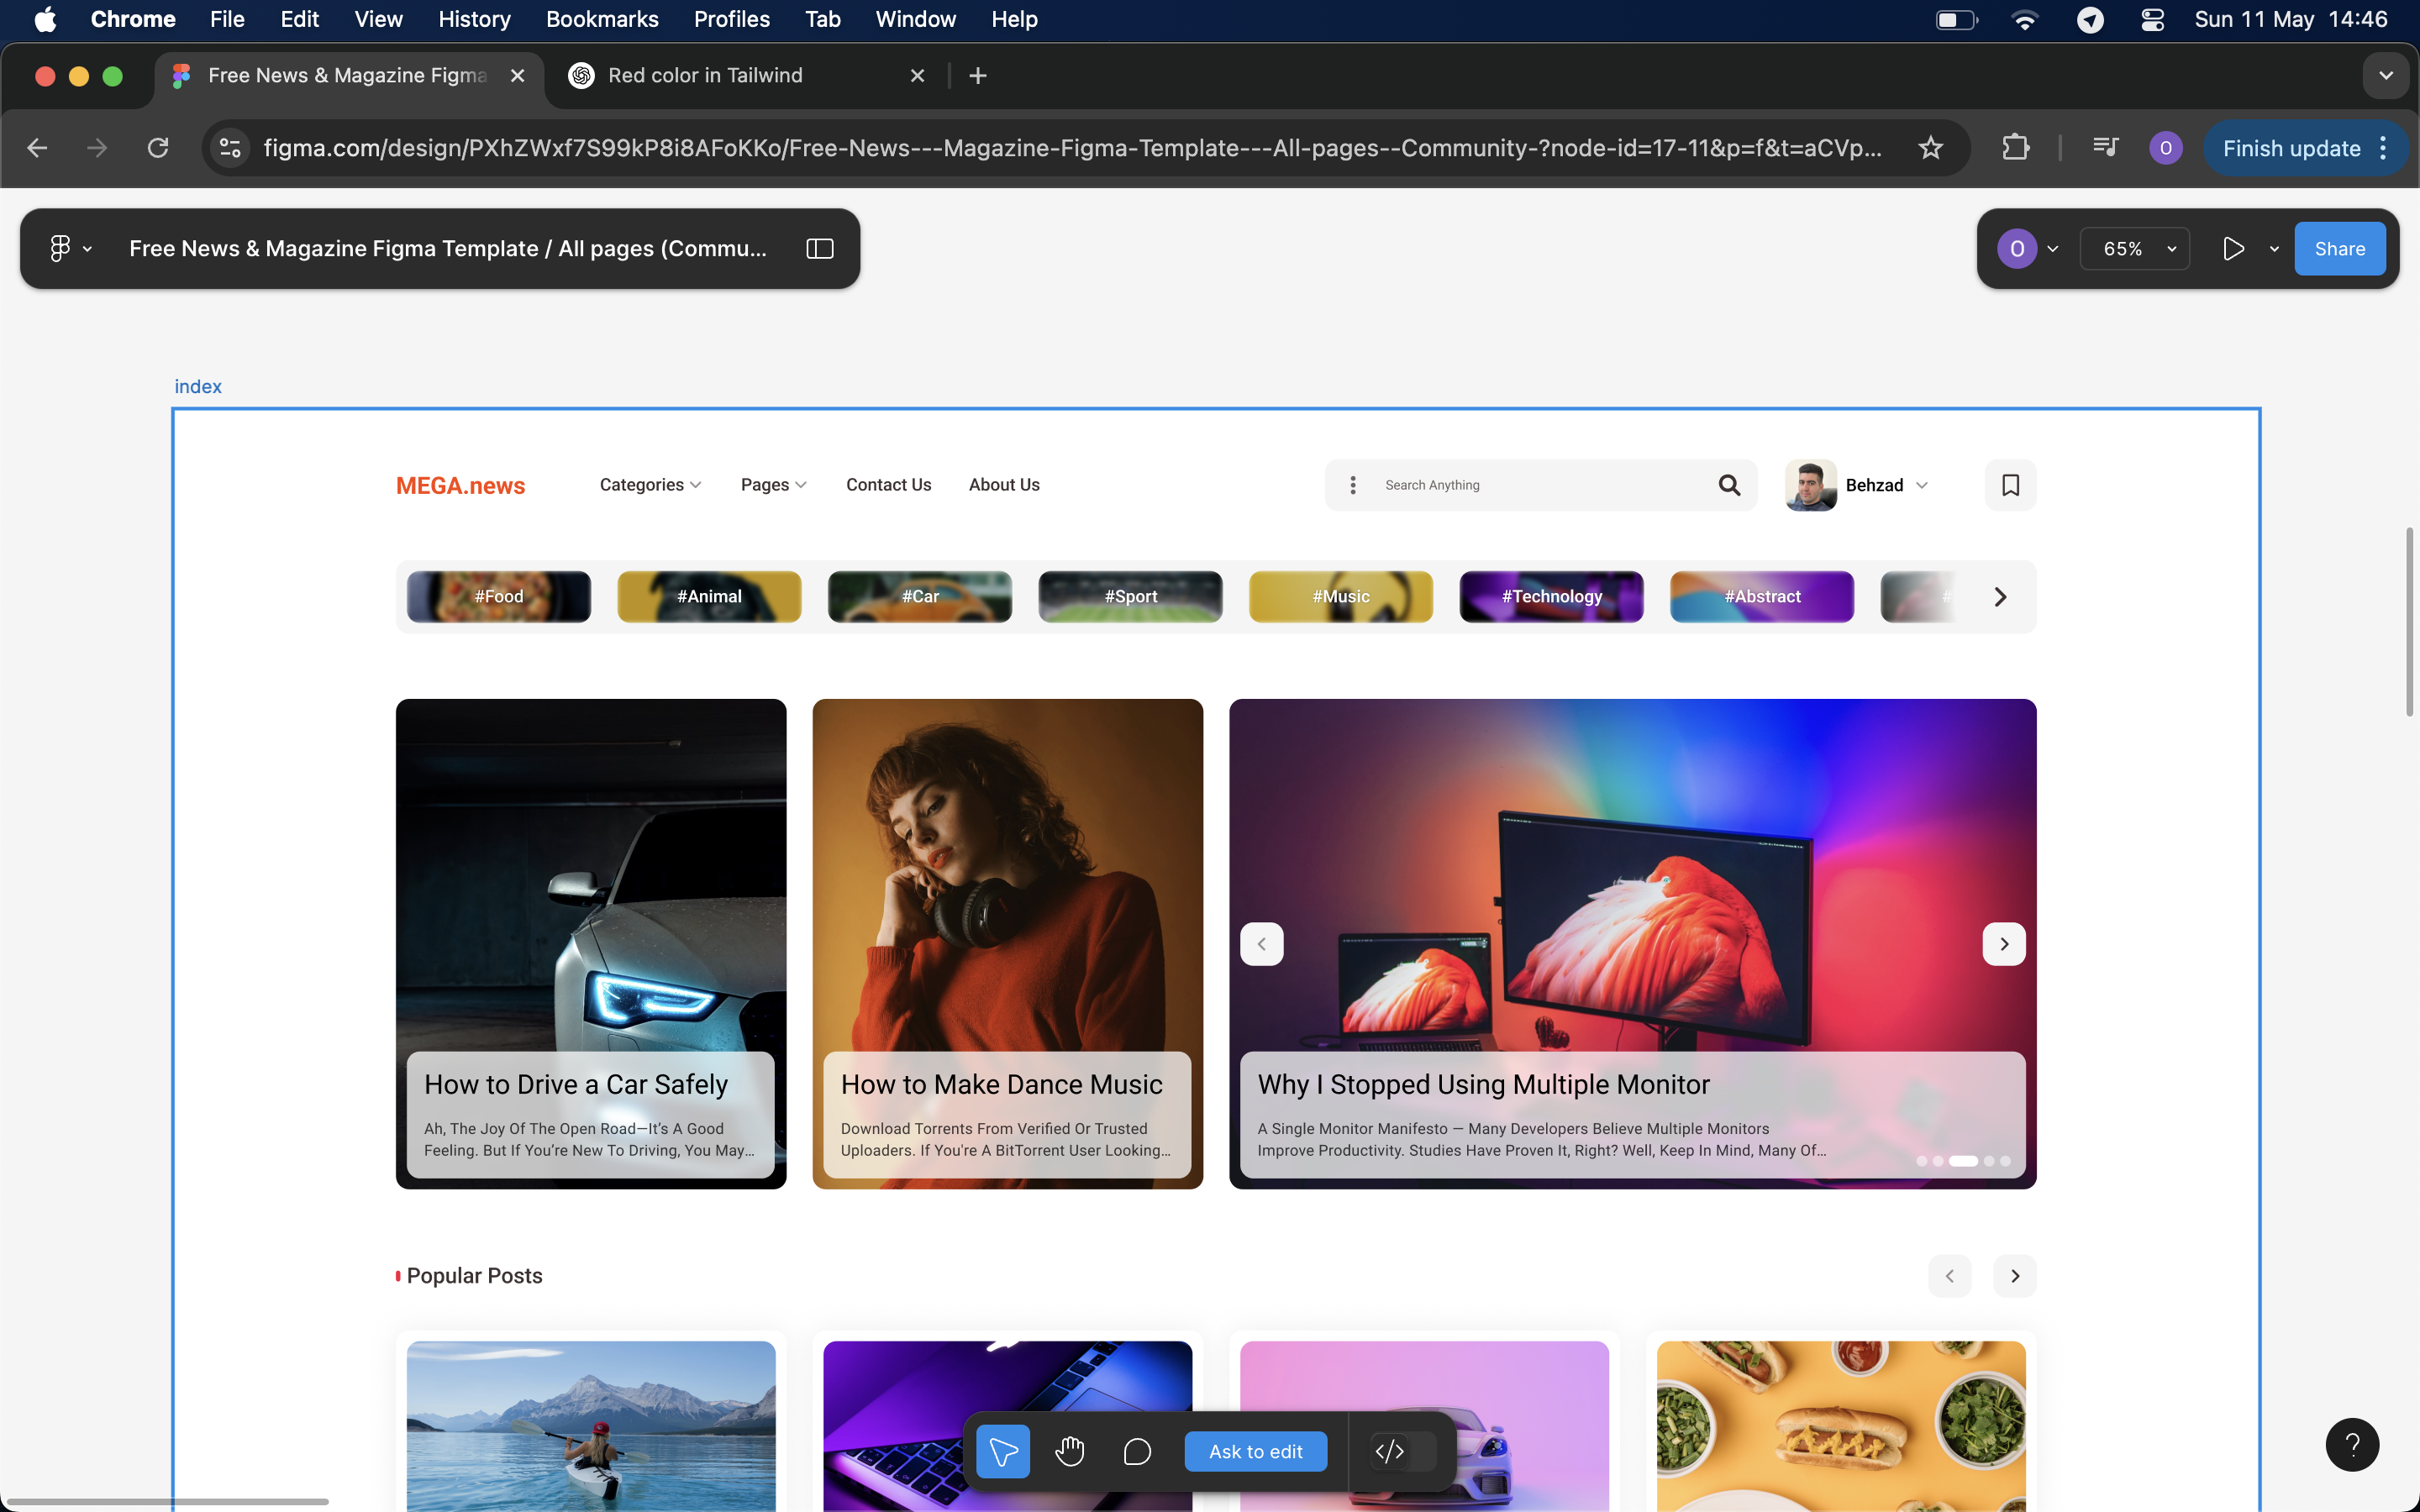 Chrome File Edit View History Bookmarks Profiles Tab Window Help Sun 11 May 14:46
Free News & Magazine Figma Red color in Tailwind
figma.com/design/PXhZWxf7S99kP8i8AFoKKo/Free-News---Magazine-Figma-Template---All-pages--Community-?node-id=17-11&p=f&t=aCVp... O Finish update
Free News & Magazine Figma Template / All pages (Commu... O 65% Share
index
MEGA.news Categories Pages Contact Us About Us Search Anything Behzad
#Food #Animal #Car #Sport #Music #Technology #Abstract #
How to Drive a Car Safely
Ah, The Joy Of The Open Road—It's A Good
Feeling. But If You're New To Driving, You May...
How to Make Dance Music
Download Torrents From Verified Or Trusted
Uploaders. If You're A BitTorrent User Looking...
Why I Stopped Using Multiple Monitor
A Single Monitor Manifesto — Many Developers Believe Multiple Monitors
Improve Productivity. Studies Have Proven It, Right? Well, Keep In Mind, Many Of...
Popular Posts
Ask to edit
?